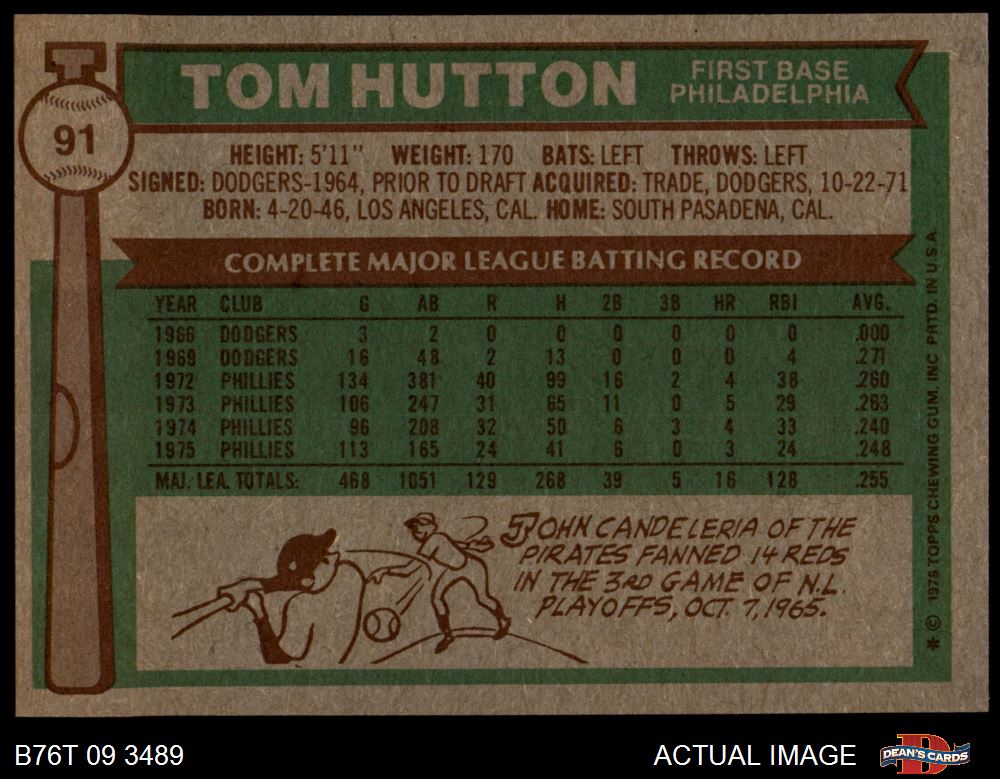 TOM HUTTON
FIRST BASE
PHILADELPHIA
91
HEIGHT: 5'11" WEIGHT: 170 BATS: LEFT THROWS: LEFT
SIGNED: DODGERS-1964, PRIOR TO DRAFT ACQUIRED: TRADE, DODGERS, 10-22-71
BORN: 4-20-46, LOS ANGELES, CAL. HOME: SOUTH PASADENA, CAL.
COMPLETE MAJOR LEAGUE BATTING RECORD
YEAR CLUB G AB R H 2B 3B HR RBI AVG.
1966 DODGERS 3 2 0 0 0 0 0 0 .000
1969 DODGERS 16 48 2 13 0 0 0 4 .271
1972 PHILLIES 134 381 40 99 16 2 4 38 .260
1973 PHILLIES 106 247 31 65 11 0 5 29 .263
1974 PHILLIES 96 208 32 50 6 3 4 33 .240
1975 PHILLIES 113 165 24 41 6 0 3 24 .248
MAJ. LEA. TOTALS: 468 1051 129 268 39 5 16 128 .255
JOHN CANDELERIA OF THE
PIRATES FANNED 14 REDS
IN THE 3RD GAME OF N.L.
PLAYOFFS, OCT. 7, 1965.
* © 1976 TOPPS CHEWING GUM, INC. PRTD. IN U.S.A.
B76T 09 3489
ACTUAL IMAGE
D
DEAN'S CARDS